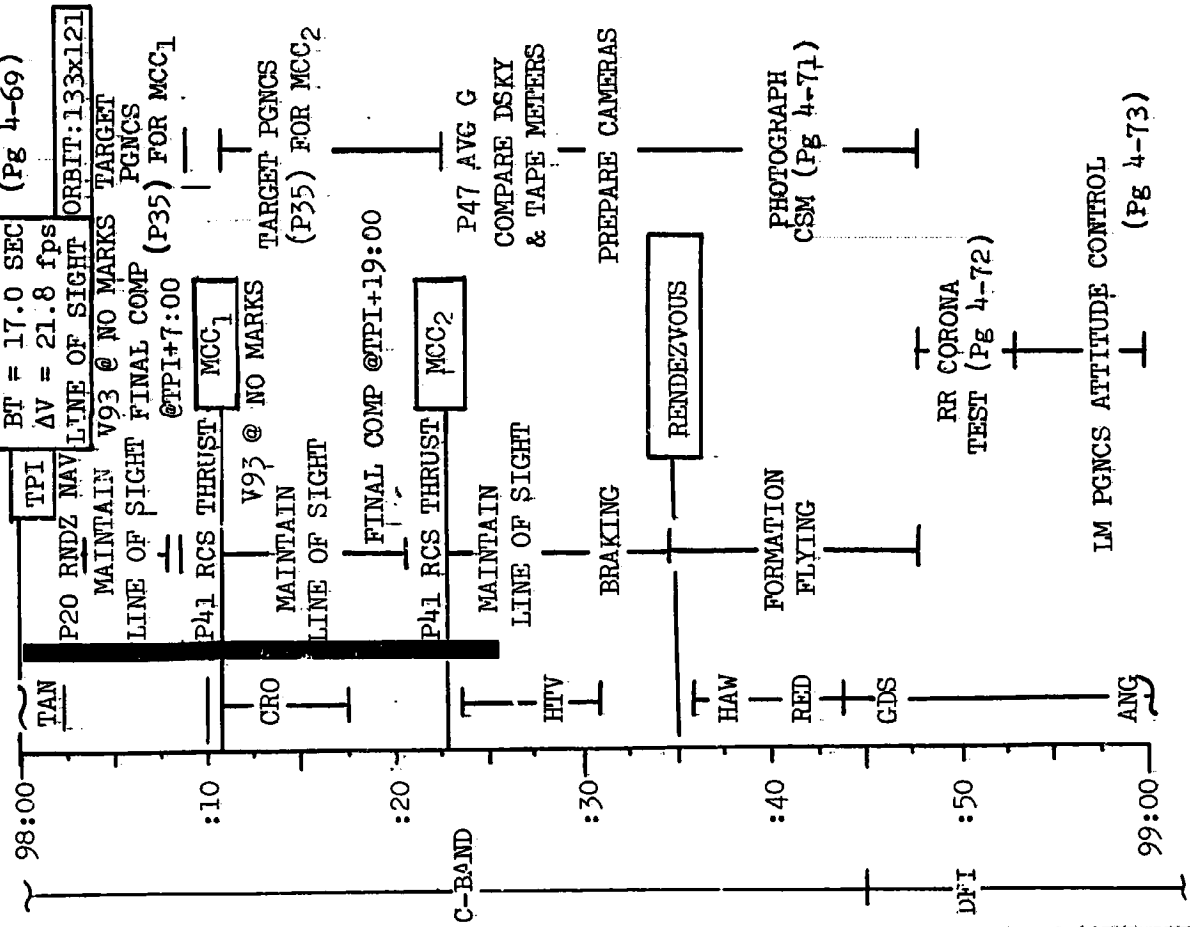 BT = 17.0 SEC
ΔV = 21.8 fps
(Pg 4-69)
TPI
LINE OF SIGHT
ORBIT:133x121
98:00
TAN
P20 RNDZ NAV
MAINTAIN
LINE OF SIGHT
V93 @ NO MARKS
FINAL COMP
@TPI+7:00
TARGET
PGNCS
(P35) FOR MCC1
:10
P41 RCS THRUST
MCC1
CRO
MAINTAIN
LINE OF SIGHT
V93 @ NO MARKS
TARGET PGNCS
(P35) FOR MCC2
FINAL COMP @TPI+19:00
:20
P41 RCS THRUST
MCC2
C-BAND
HTV
MAINTAIN
LINE OF SIGHT
P47 AVG G
COMPARE DSKY
& TAPE METERS
:30
BRAKING
PREPARE CAMERAS
RENDEZVOUS
HAW
RED
:40
FORMATION
FLYING
PHOTOGRAPH
CSM (Pg 4-71)
GDS
:50
DFI
RR CORONA
TEST (Pg 4-72)
LM PGNCS ATTITUDE CONTROL
(Pg 4-73)
ANG
99:00